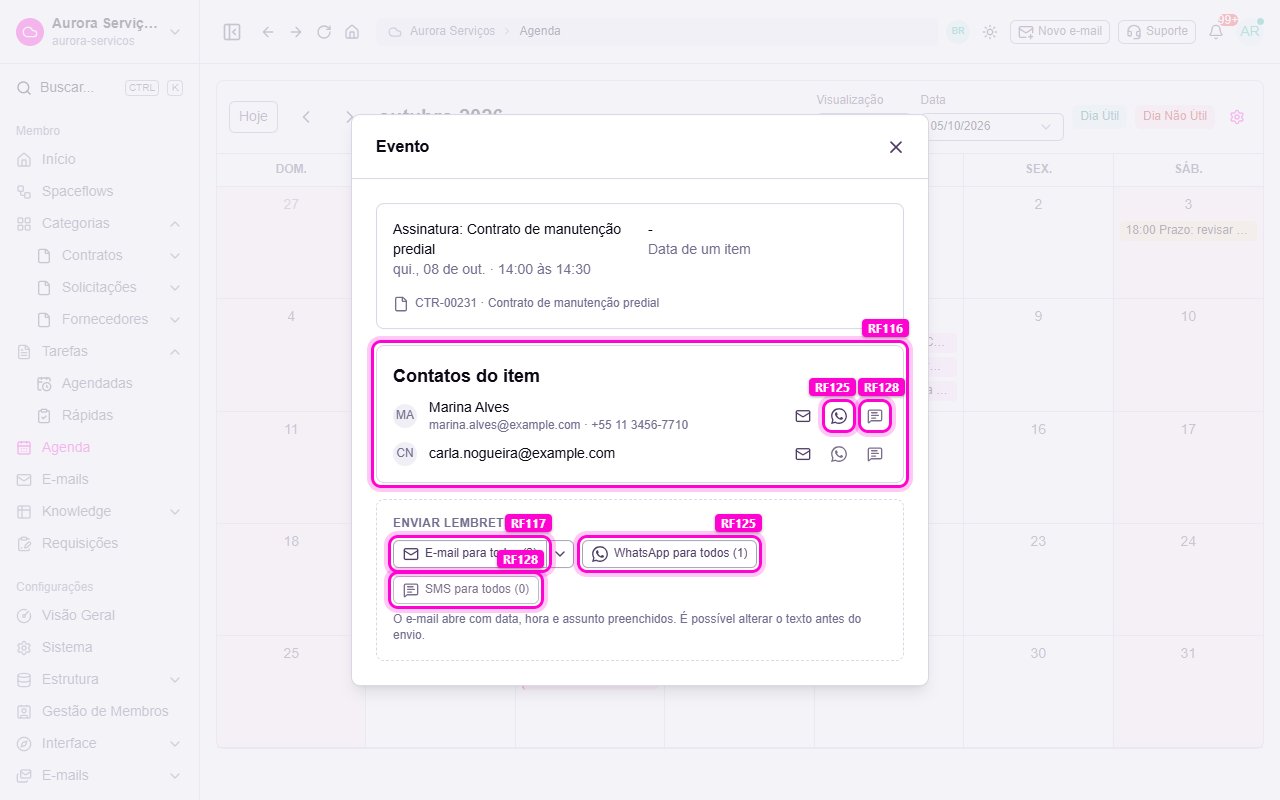 Aurora Serviç...
aurora-servicos
Aurora Serviços
Agenda
BR
Novo e-mail
Suporte
99+
AR
Buscar...
CTRL
K
Membro
Início
Spaceflows
Categorias
Contratos
Solicitações
Fornecedores
Tarefas
Agendadas
Rápidas
Agenda
E-mails
Knowledge
Requisições
Configurações
Visão Geral
Sistema
Estrutura
Gestão de Membros
Interface
E-mails
Hoje
outubro 2026
Visualização
Data
05/10/2026
Dia Útil
Dia Não Útil
DOM.
SEX.
SÁB.
27
2
3
18:00 Prazo: revisar ...
4
9
10
11
16
17
18
23
24
25
30
31
Evento
Assinatura: Contrato de manutenção
predial
qui., 08 de out. · 14:00 às 14:30
-
Data de um item
CTR-00231 · Contrato de manutenção predial
RF116
Contatos do item
RF125
RF128
MA
Marina Alves
marina.alves@example.com · +55 11 3456-7710
CN
carla.nogueira@example.com
ENVIAR LEMBRET
RF117
RF125
E-mail para
WhatsApp para todos (1)
RF128
SMS para todos (0)
O e-mail abre com data, hora e assunto preenchidos. É possível alterar o texto antes do
envio.